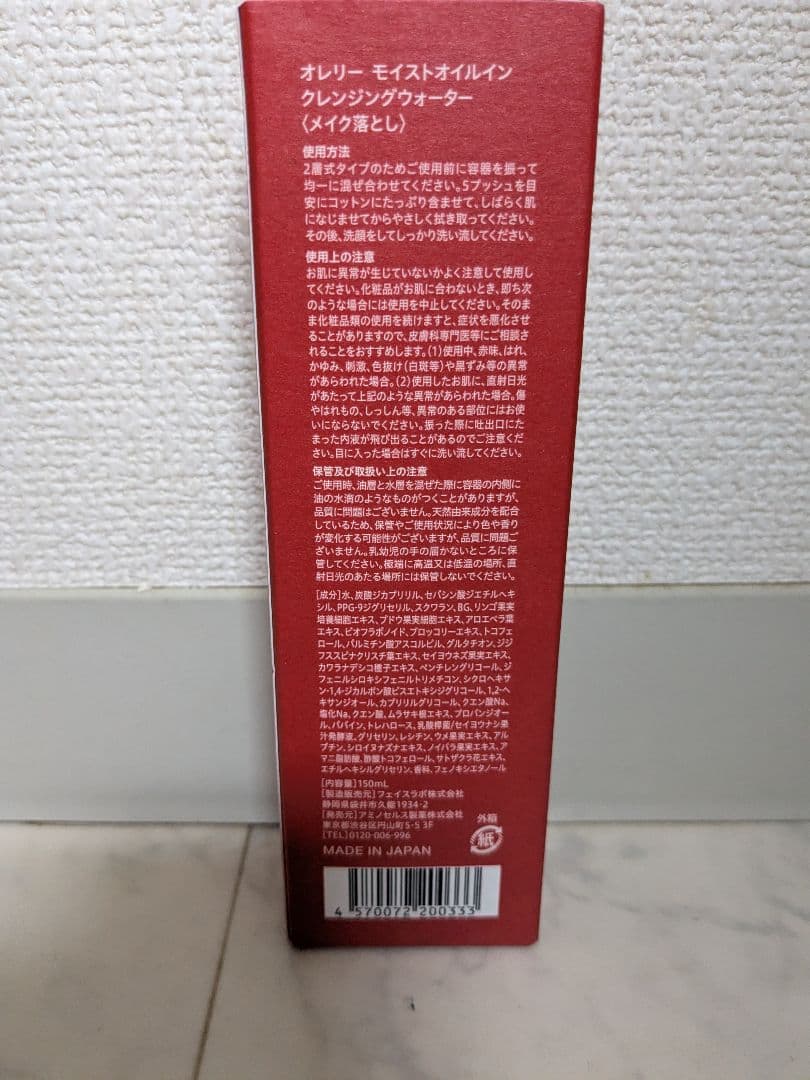 オレリー モイストオイルイン
クレンジングウォーター
〈メイク落とし〉
使用方法
2層式タイプのためご使用前に容器を振って
均一に混ぜ合わせてください。5プッシュを目
安にコットンにたっぷり含ませて、しばらく肌
になじませてからやさしく拭き取ってください。
その後、洗顔をしてしっかり洗い流してください。
使用上の注意
お肌に異常が生じていないかよく注意して使用し
てください。化粧品がお肌に合わないとき、即ち次
のような場合には使用を中止してください。そのま
ま化粧品類の使用を続けますと、症状を悪化させ
ることがありますので、皮膚科専門医等にご相談さ
れることをおすすめします。(1)使用中、赤味、はれ、
かゆみ、刺激、色抜け(白斑等)や黒ずみ等の異常
があらわれた場合。(2)使用したお肌に、直射日光
があたって上記のような異常があらわれた場合。傷
やはれもの、しっしん等、異常のある部位にはお使
いにならないでください。振った際に吐出口にた
まった内液が飛び出ることがあるのでご注意くだ
さい。目に入った場合はすぐに洗い流してください。
保管及び取扱い上の注意
ご使用時、油層と水層を混ぜた際に容器の内側に
油の水滴のようなものがつくことがありますが、
品質に問題はございません。天然由来成分を配合
しているため、保管やご使用状況により色や香り
が変化する可能性がございますが、品質に問題ご
ざいません。乳幼児の手の届かないところに保
管してください。極端に高温又は低温の場所、直
射日光のあたる場所には保管しないでください。
[成分]水、炭酸ジカプリリル、セバシン酸ジエチルヘキ
シル、PPG-9ジグリセリル、スクワラン、BG、リンゴ果実
培養細胞エキス、ブドウ果実細胞エキス、アロエベラ葉
エキス、ビオフラボノイド、ブロッコリーエキス、トコフェ
ロール、パルミチン酸アスコルビル、グルタチオン、ジジ
フススピナクリスチ葉エキス、セイヨウネズ果実エキス、
カワラナデシコ種子エキス、ペンチレングリコール、ジ
フェニルシロキシフェニルトリメチコン、シクロヘキサ
ン-1,4-ジカルボン酸ビスエトキシジグリコール、1,2-ヘ
キサンジオール、カプリリルグリコール、クエン酸Na、
塩化Na、クエン酸、ムラサキ根エキス、プロパンジオー
ル、パパイン、トレハロース、乳酸桿菌/セイヨウナシ果
汁発酵液、グリセリン、レシチン、ウメ果実エキス、アル
ブチン、シロイヌナズナエキス、ノイバラ果実エキス、ア
マニ脂肪酸、酢酸トコフェロール、サトザクラ花エキス、
エチルヘキシルグリセリン、香料、フェノキシエタノール
[内容量]150mL
[製造販売元]フェイスラボ株式会社
静岡県袋井市久能1934-2
[発売元]アミノセルス製薬株式会社
東京都渋谷区円山町5-5 3F
[TEL]0120-006-996
MADE IN JAPAN
外箱
紙
4 570072 200333